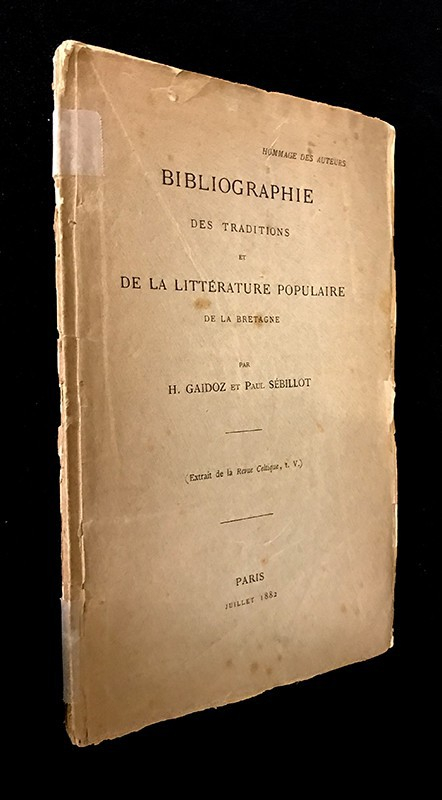 HOMMAGE DES AUTEURS
BIBLIOGRAPHIE
DES TRADITIONS
ET
DE LA LITTÉRATURE POPULAIRE
DE LA BRETAGNE
PAR
H. GAIDOZ ET PAUL SÉBILLOT
(Extrait de la Revue Celtique, t. V.)
PARIS
JUILLET 1882